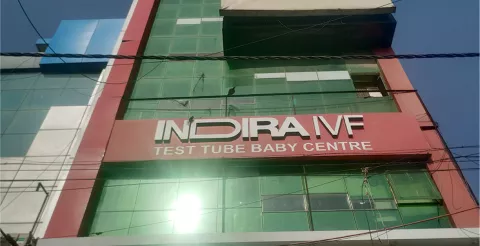 INDIRA IVF
TEST TUBE BABY CENTRE